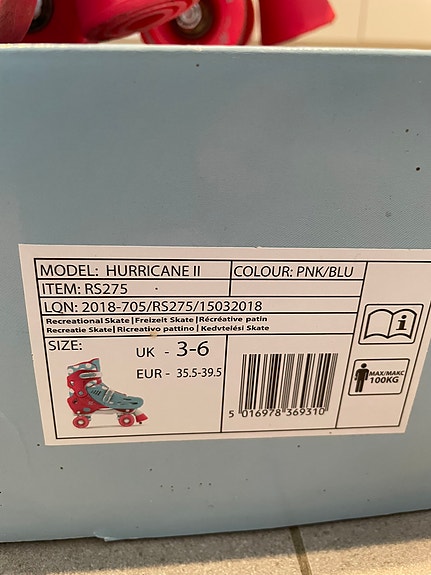 MODEL: HURRICANE II COLOUR: PNK/BLU
ITEM: RS275
LQN: 2018-705/RS275/15032018
Recreational Skate | Freizeit Skate | Récréative patin
Recreatie Skate | Ricreativo pattino | Kedvtelési Skate
SIZE:
UK - 3-6
EUR - 35.5-39.5
5 016978 369310
i
MAX/МАКС
100KG